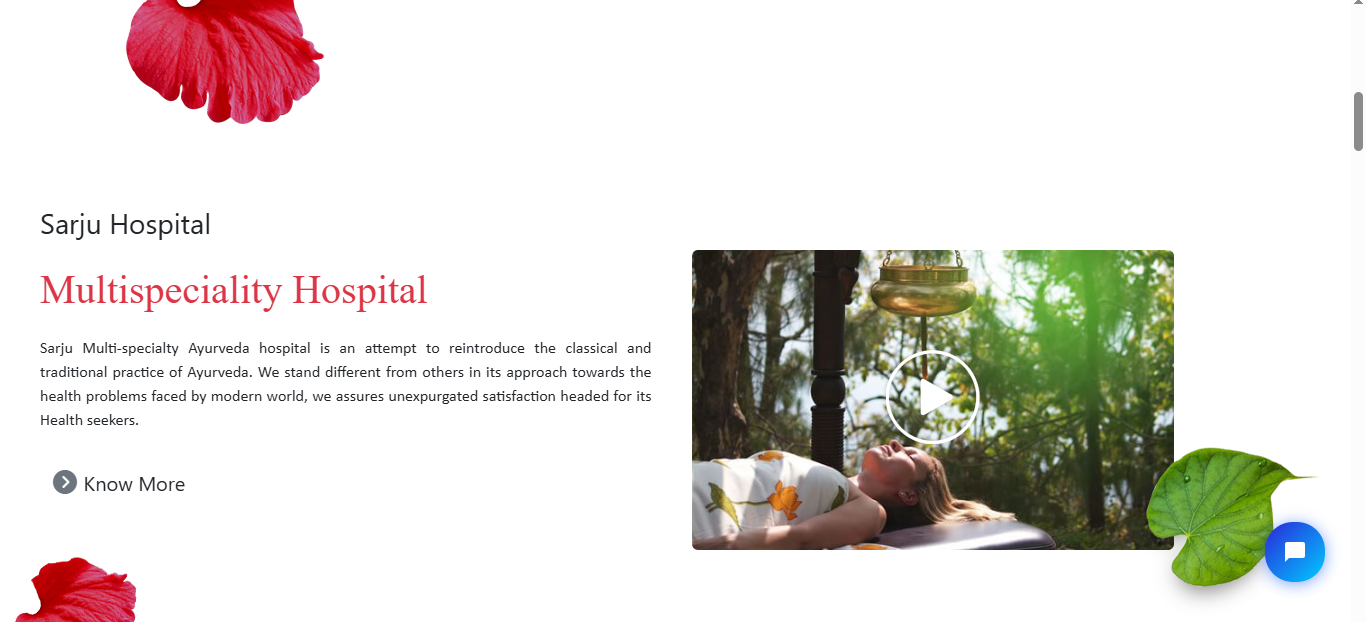 Sarju Hospital
Multispeciality Hospital
Sarju Multi-specialty Ayurveda hospital is an attempt to reintroduce the classical and
traditional practice of Ayurveda. We stand different from others in its approach towards the
health problems faced by modern world, we assures unexpurgated satisfaction headed for its
Health seekers.
Know More